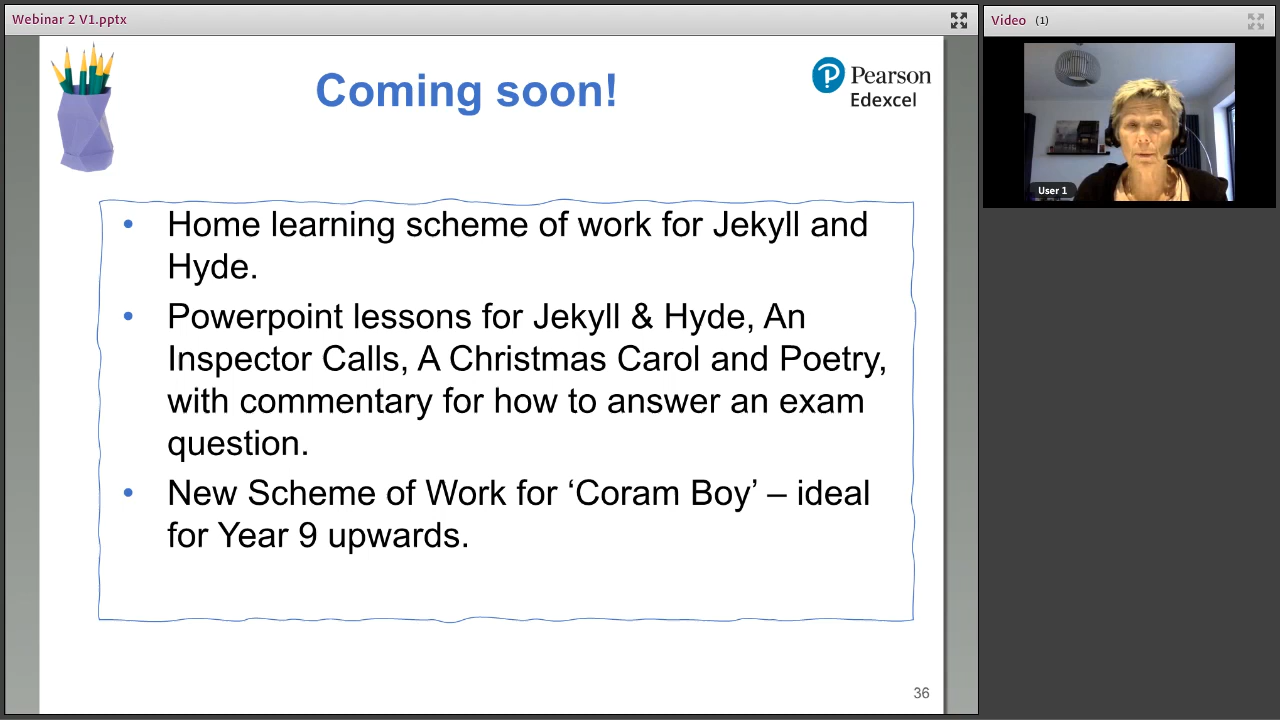 Webinar 2 V1.pptx
Video (1)
Coming soon!
Pearson
Edexcel
User 1
• Home learning scheme of work for Jekyll and
Hyde.
• Powerpoint lessons for Jekyll & Hyde, An
Inspector Calls, A Christmas Carol and Poetry,
with commentary for how to answer an exam
question.
• New Scheme of Work for ‘Coram Boy’ – ideal
for Year 9 upwards.
36